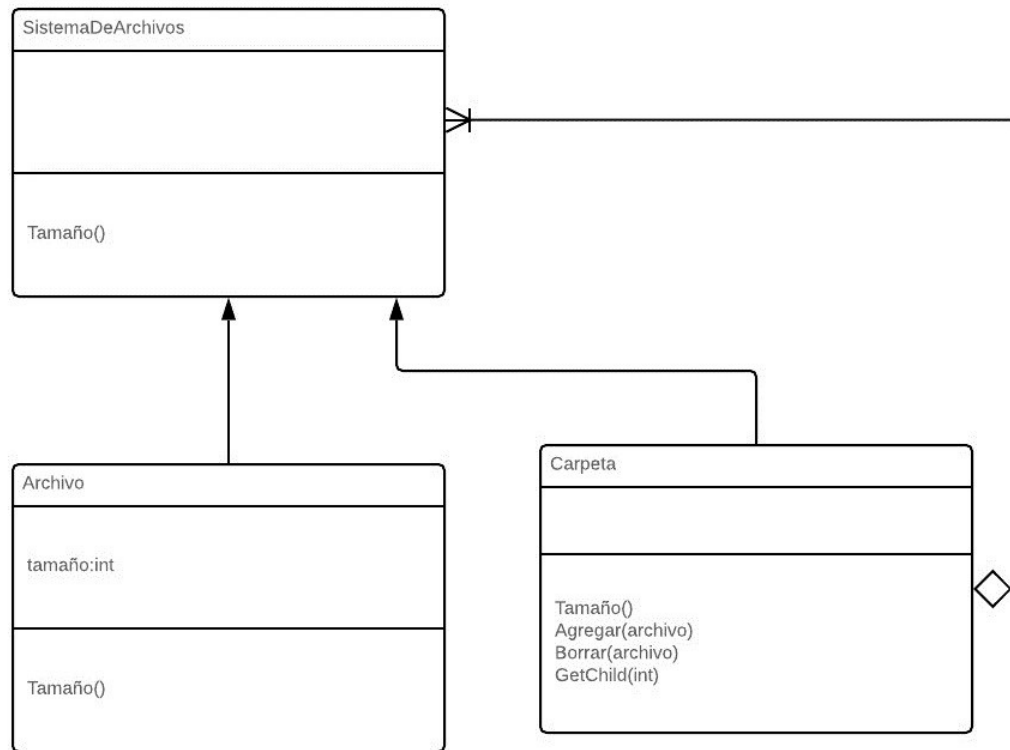 SistemaDeArchivos
Tamaño()
Archivo
tamaño:int
Tamaño()
Carpeta
Tamaño()
Agregar(archivo)
Borrar(archivo)
GetChild(int)